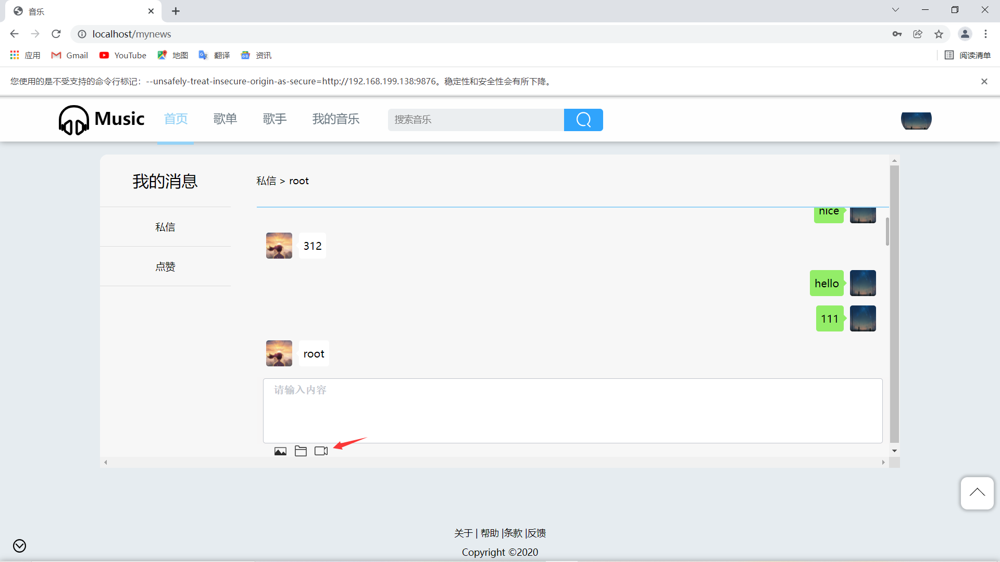 音乐
localhost/mynews
应用 Gmail YouTube 地图 翻译 资讯 阅读清单
您使用的是不受支持的命令行标记：--unsafely-treat-insecure-origin-as-secure=http://192.168.199.138:9876。稳定性和安全性会有所下降。
Music 首页 歌单 歌手 我的音乐 搜索音乐
我的消息
私信
点赞
私信 > root
nice
312
hello
111
root
请输入内容
关于 | 帮助 |条款 |反馈
Copyright ©2020